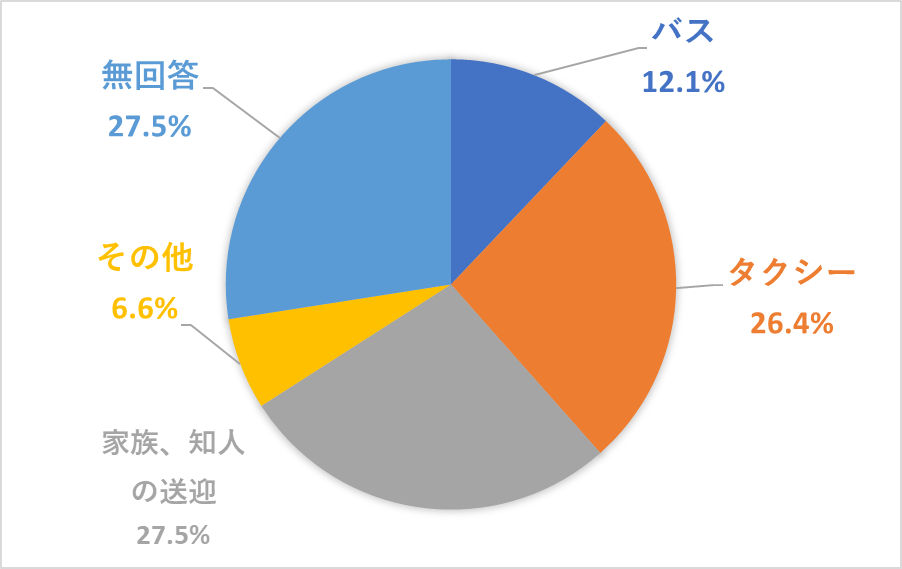 バス
12.1%
タクシー
26.4%
家族、知人
の送迎
27.5%
その他
6.6%
無回答
27.5%